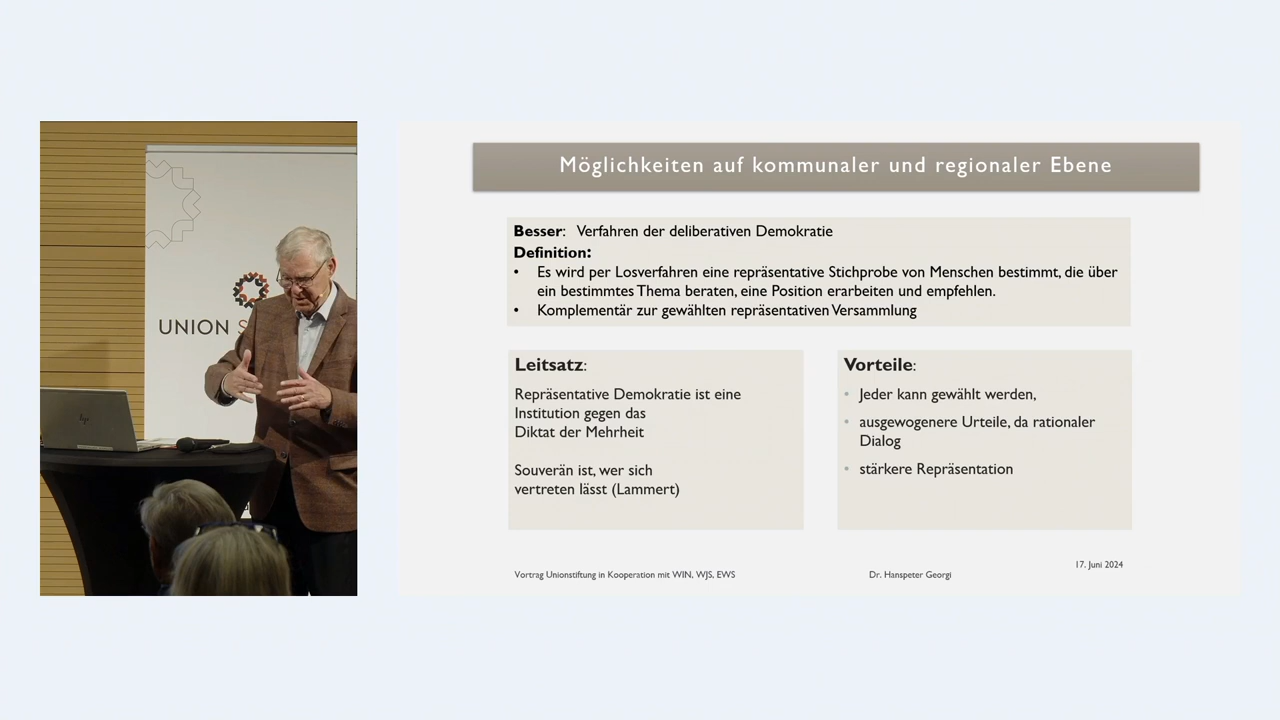 Möglichkeiten auf kommunaler und regionaler Ebene
Besser: Verfahren der deliberativen Demokratie
Definition:
• Es wird per Losverfahren eine repräsentative Stichprobe von Menschen bestimmt, die über
ein bestimmtes Thema beraten, eine Position erarbeiten und empfehlen.
• Komplementär zur gewählten repräsentativen Versammlung
Leitsatz:
Repräsentative Demokratie ist eine
Institution gegen das
Diktat der Mehrheit
Souverän ist, wer sich
vertreten lässt (Lammert)
Vorteile:
• Jeder kann gewählt werden,
• ausgewogenere Urteile, da rationaler
Dialog
• stärkere Repräsentation
Vortrag Unionstiftung in Kooperation mit WIN, WJS, EWS
Dr. Hanspeter Georgi
17. Juni 2024
UNION S
hp